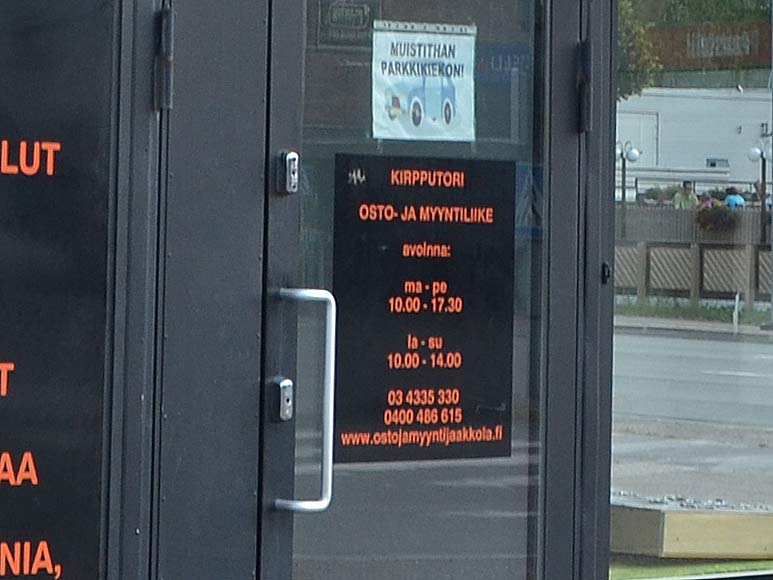 LUT
T
AA
NIA,
MUISTITHAN
PARKKIKIEKON!
KIRPPUTORI
OSTO- JA MYYNTILIIKE
avoinna:
ma - pe
10.00 - 17.30
la - su
10.00 - 14.00
03 4335 330
0400 486 615
www.ostojamyyntijaakkola.fi